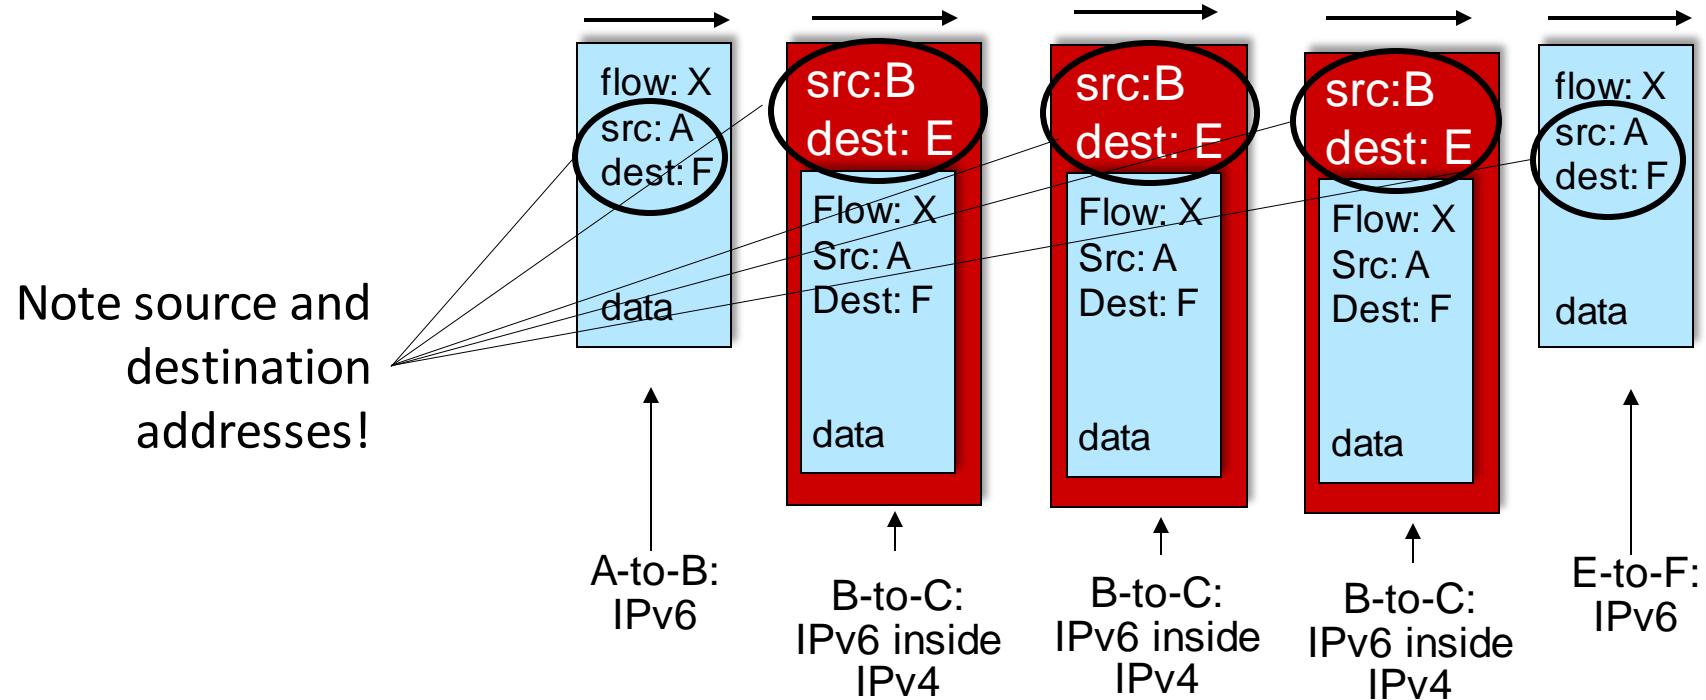 flow: X
src: A
dest: F
data
src:B
dest: E
Flow: X
Src: A
Dest: F
data
src:B
dest: E
Flow: X
Src: A
Dest: F
data
src:B
dest: E
Flow: X
Src: A
Dest: F
data
flow: X
src: A
dest: F
data
Note source and
destination
addresses!
A-to-B:
IPv6
B-to-C:
IPv6 inside
IPv4
B-to-C:
IPv6 inside
IPv4
B-to-C:
IPv6 inside
IPv4
E-to-F:
IPv6